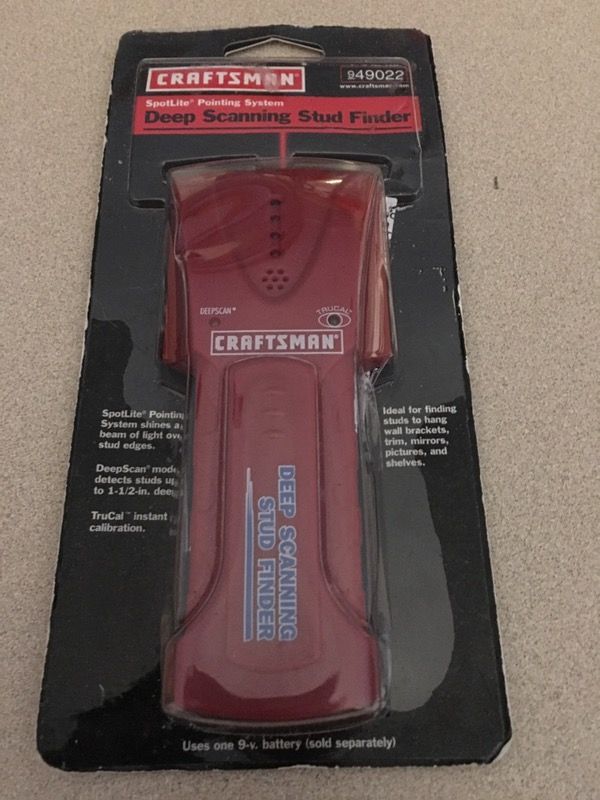 CRAFTSMAN®
949022
www.craftsman.com
SpotLite® Pointing System
Deep Scanning Stud Finder
DEEPSCAN®
TRUCAL™
CRAFTSMAN®
SpotLite® Pointing
System shines a
beam of light over
stud edges.
DeepScan® mode
detects studs up
to 1-1/2-in. deep
TruCal™ instant
calibration.
Ideal for finding
studs to hang
wall brackets,
trim, mirrors,
pictures, and
shelves.
DEEP SCANNING
STUD FINDER
Uses one 9-v. battery (sold separately)